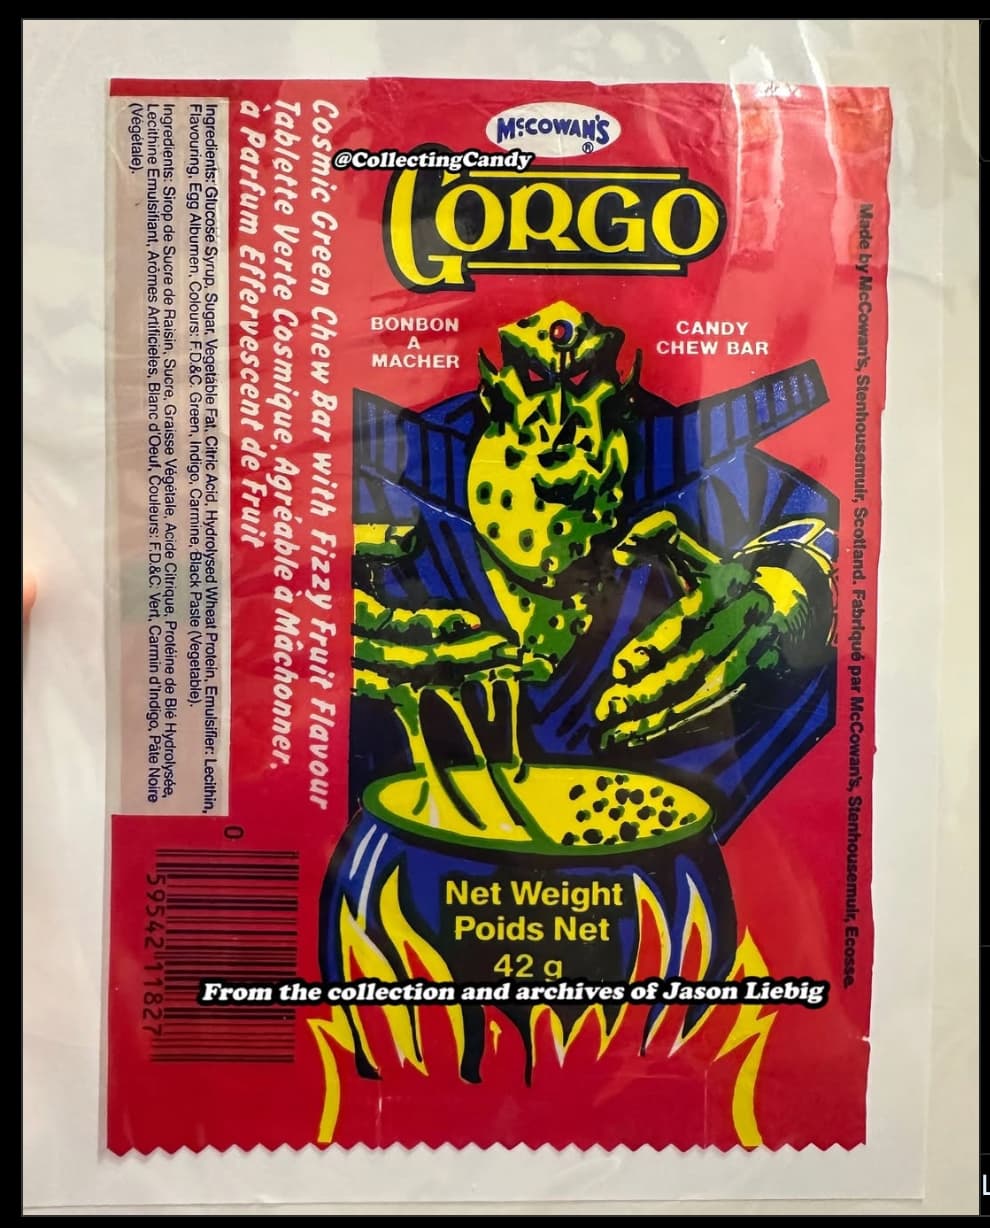 McCOWAN'S
®
@CollectingCandy
GORGO
BONBON
A
MACHER
CANDY
CHEW BAR
Net Weight
Poids Net
42 g
From the collection and archives of Jason Liebig
Made by McCowan's, Stenhousemuir, Scotland. Fabriqué par McCowan's, Stenhousemuir, Ecosse.
Cosmic Green Chew Bar with Fizzy Fruit Flavour
Tablette Verte Cosmique, Agréable à Mâchonner,
à Parfum Effervescent de Fruit
Ingredients: Glucose Syrup, Sugar, Vegetable Fat, Citric Acid, Hydrolysed Wheat Protein, Emulsifier: Lecithin,
Flavouring, Egg Albumen, Colours: F.D.&C. Green, Indigo, Carmine, Black Paste (Vegetable).
Ingredients: Sirop de Sucre de Raisin, Sucre, Graisse Végétale, Acide Citrique, Protéine de Blé Hydrolysée,
Lecithine Emulsifiant, Arômes Artificieles, Blanc d'Oeuf, Couleurs: F.D.&C. Vert, Carmin d'Indigo, Pâte Noire
(Végétale).
0
59542 11827
L